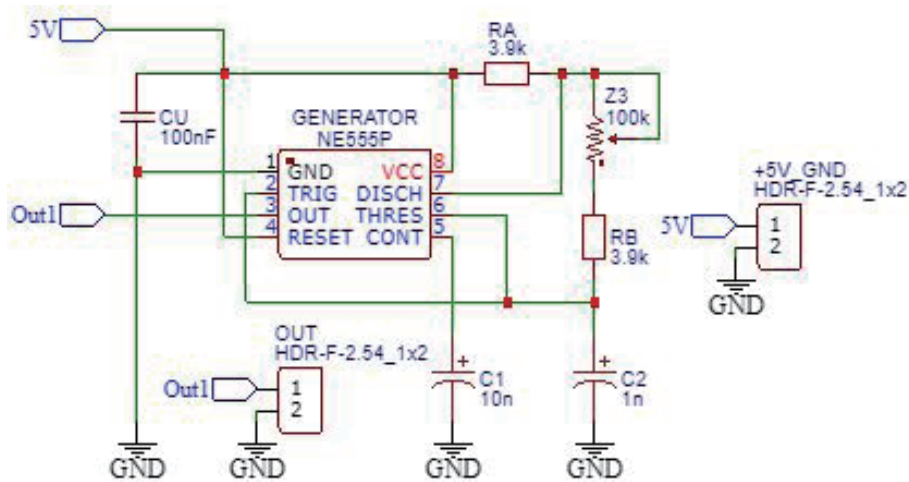 5V
RA
3.9k
Z3
100k
CU
100nF
GENERATOR
NE555P
1
GND
VCC
8
2
TRIG
DISCH
7
3
OUT
THRES
6
4
RESET
CONT
5
Out1
RB
3.9k
+5V_GND
HDR-F-2.54_1x2
5V
1
2
GND
OUT
HDR-F-2.54_1x2
Out1
1
2
C1
10n
C2
1n
GND
GND
GND
GND